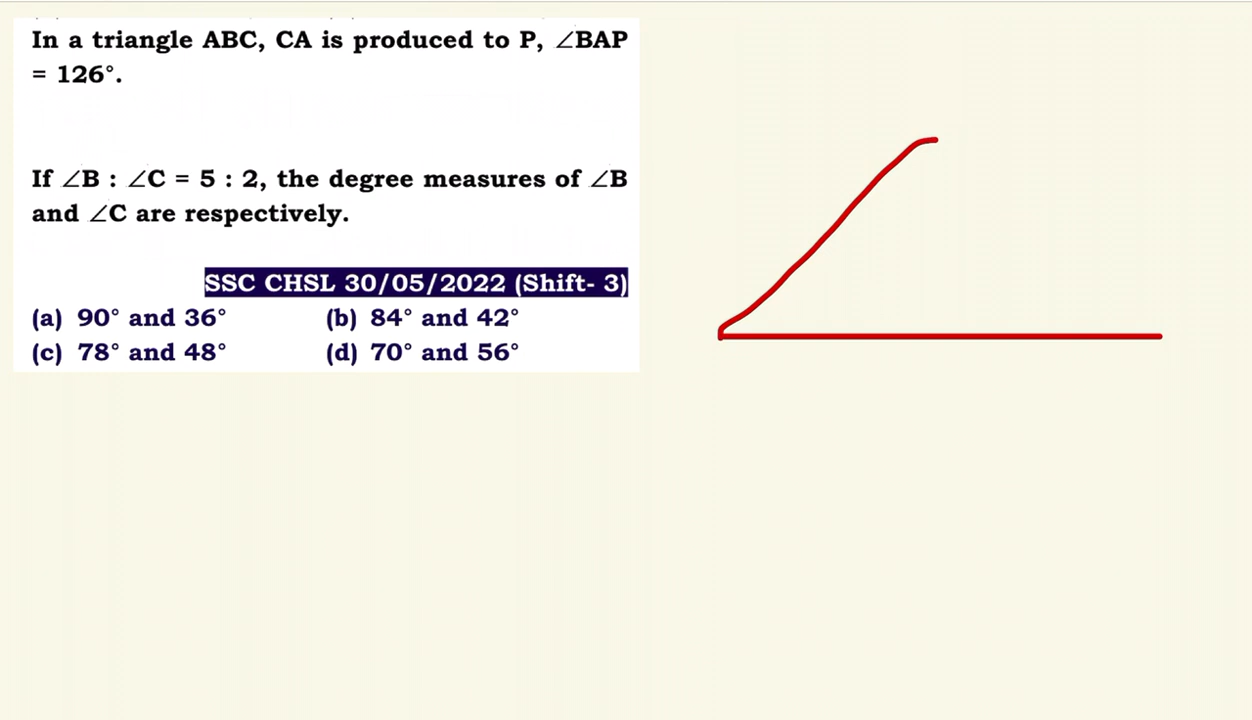 In a triangle ABC, CA is produced to P, ∠BAP
= 126°.
If ∠B : ∠C = 5 : 2, the degree measures of ∠B
and ∠C are respectively.
SSC CHSL 30/05/2022 (Shift- 3)
(a) 90° and 36° (b) 84° and 42°
(c) 78° and 48° (d) 70° and 56°